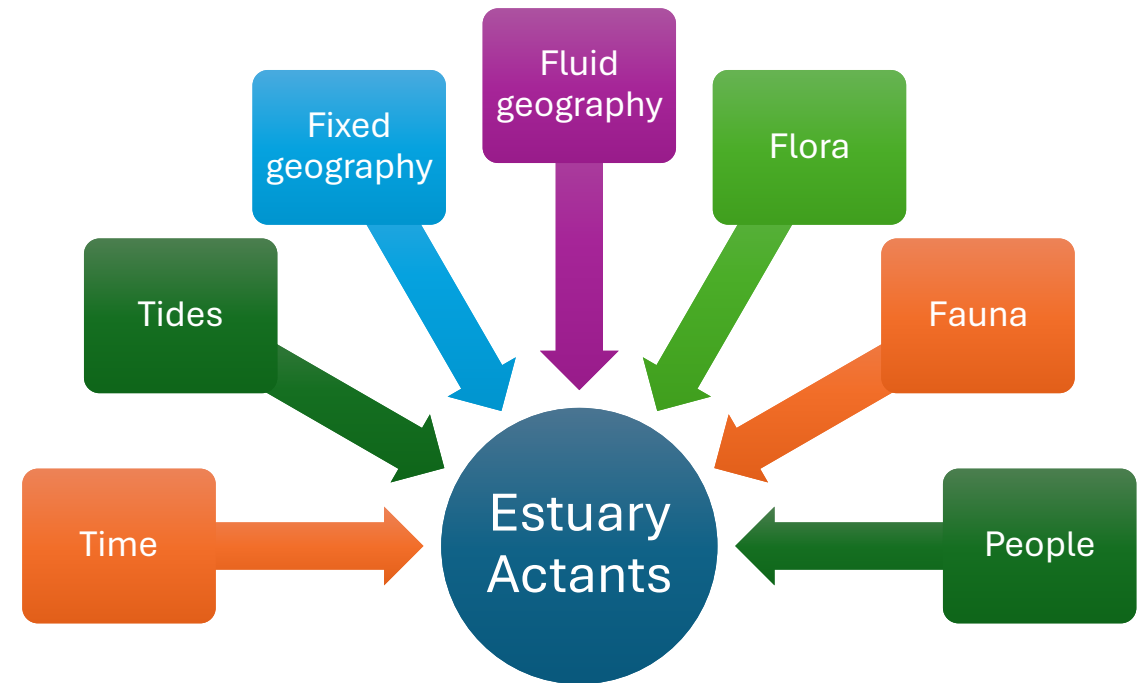 Fluid
geography
Fixed
geography
Flora
Tides
Fauna
Time
Estuary
Actants
People